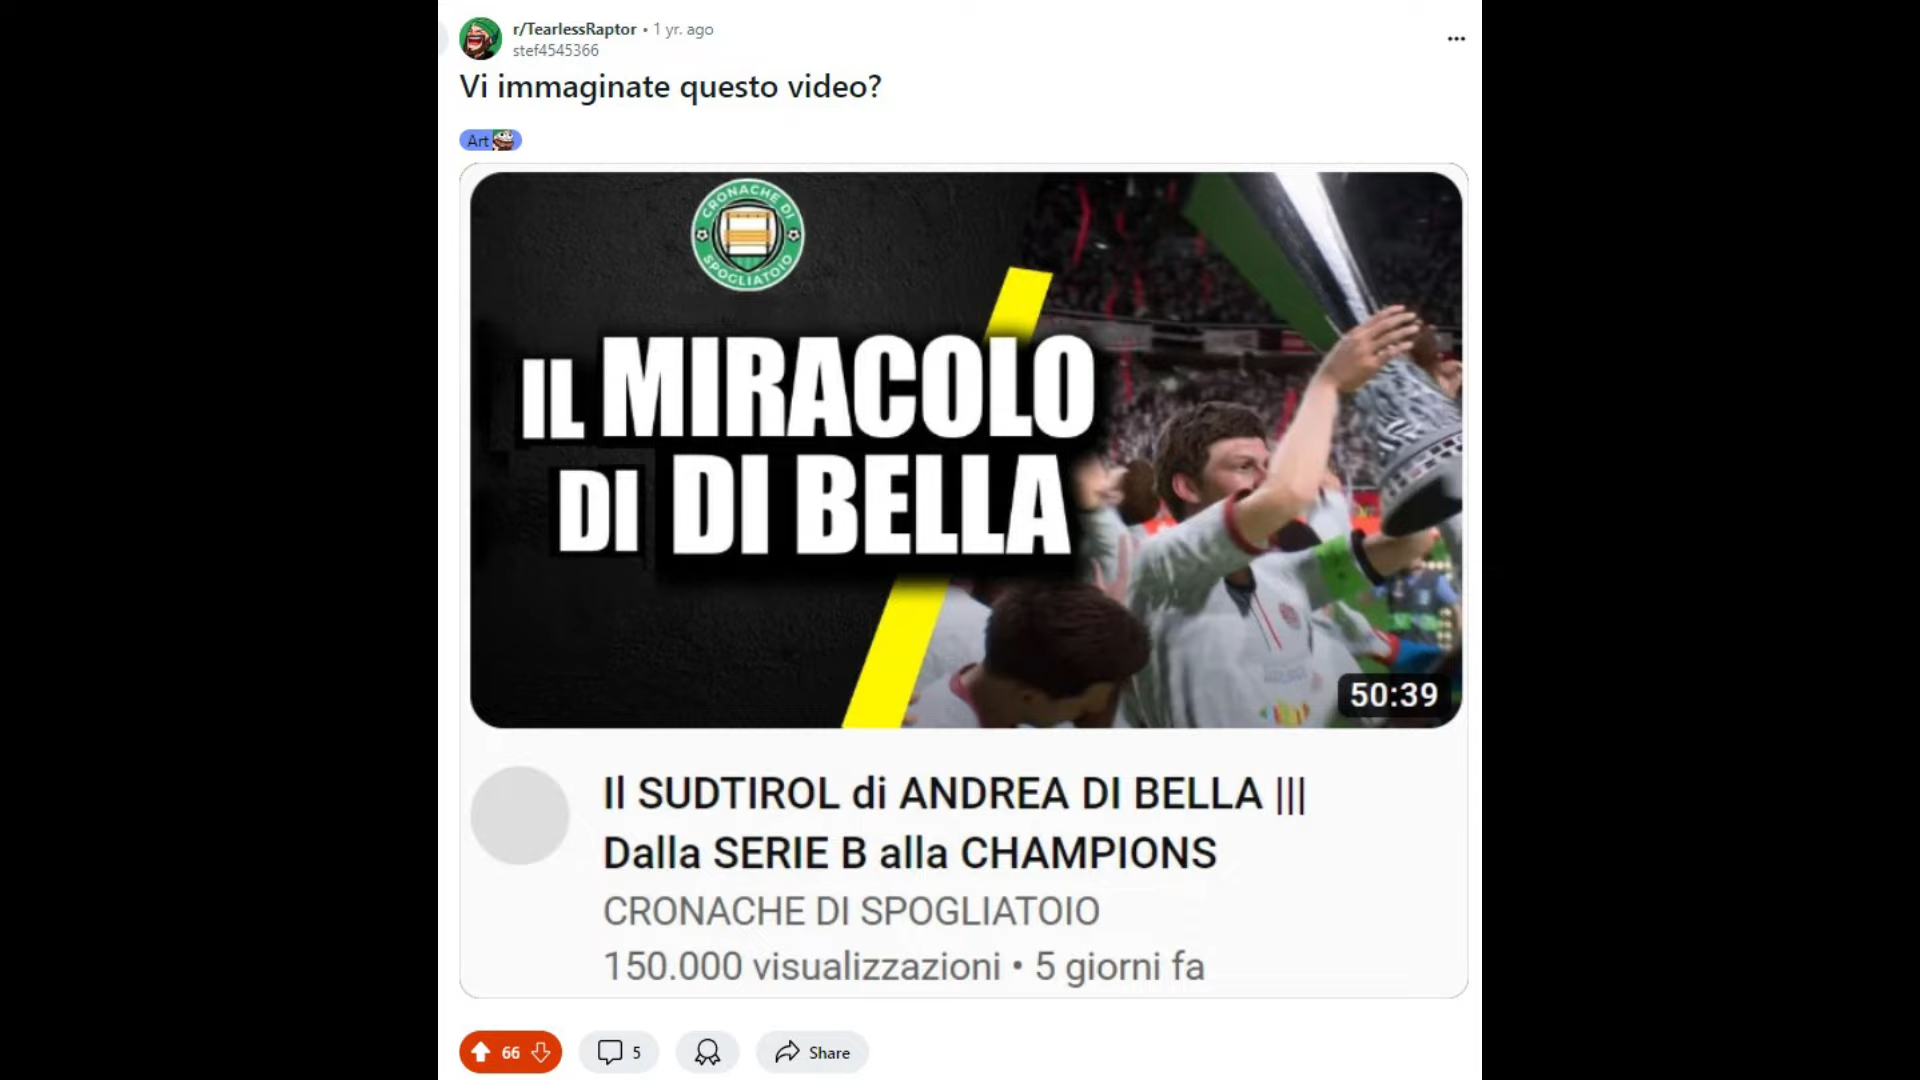 r/TearlessRaptor • 1 yr. ago
stef4545366
Vi immaginate questo video?
Art
CRONACHE DI
SPOGLIATOIO
IL MIRACOLO
DI DI BELLA
50:39
Il SUDTIROL di ANDREA DI BELLA |||
Dalla SERIE B alla CHAMPIONS
CRONACHE DI SPOGLIATOIO
150.000 visualizzazioni • 5 giorni fa
66
5
Share